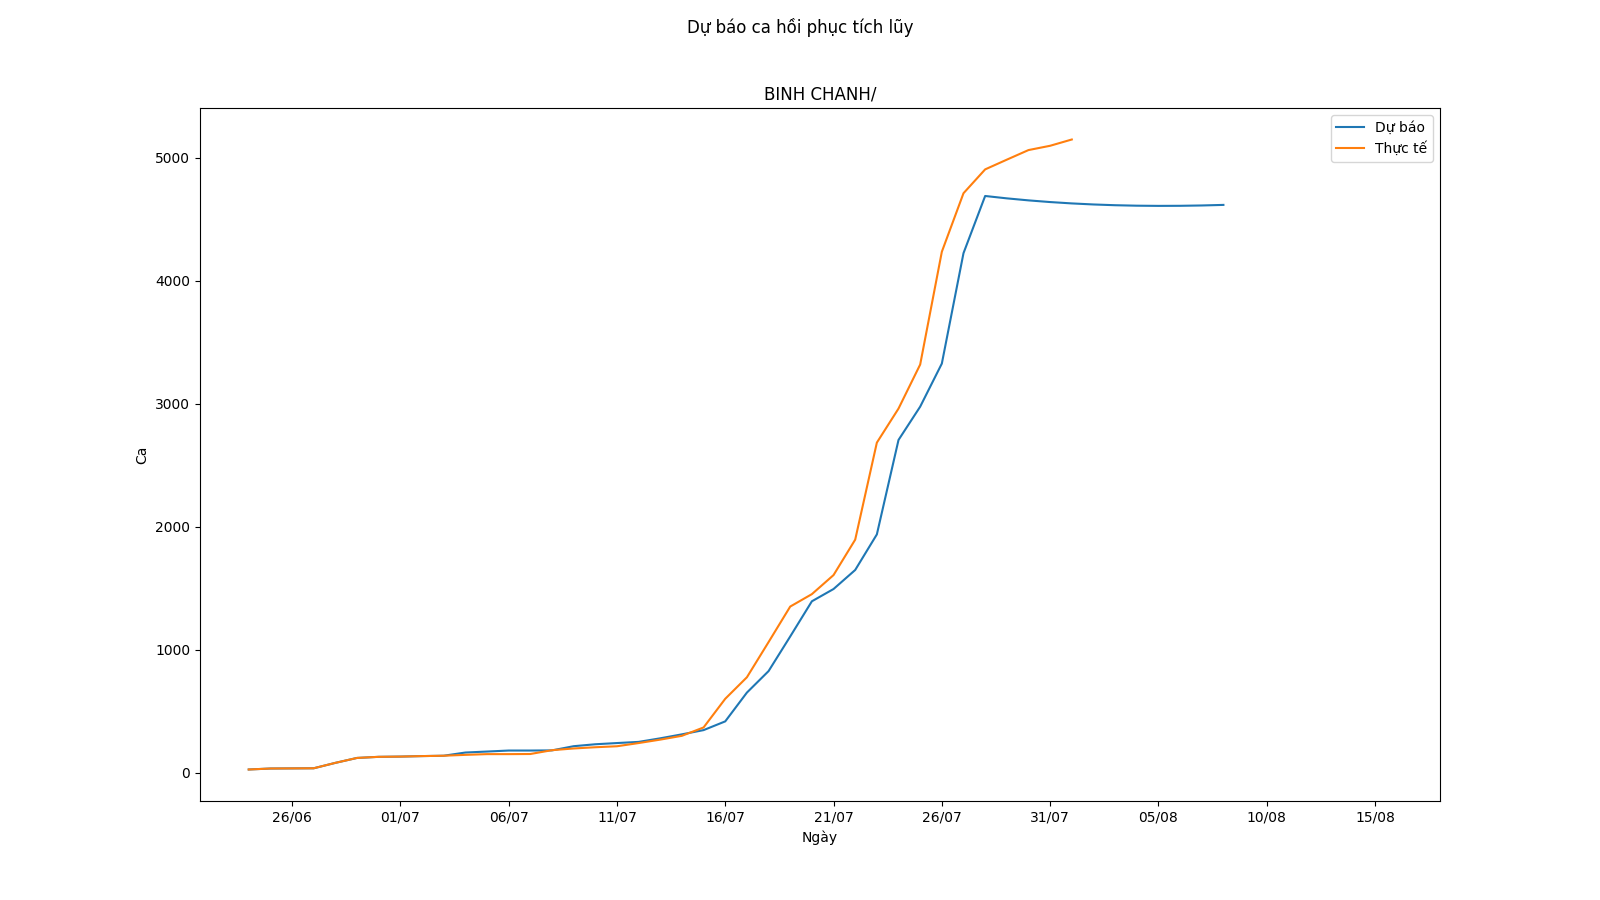 Dự báo ca hồi phục tích lũy
BINH CHANH/
Dự báo
Thực tế
5000
4000
3000
2000
1000
0
Ca
26/06 01/07 06/07 11/07 16/07 21/07 26/07 31/07 05/08 10/08 15/08
Ngày